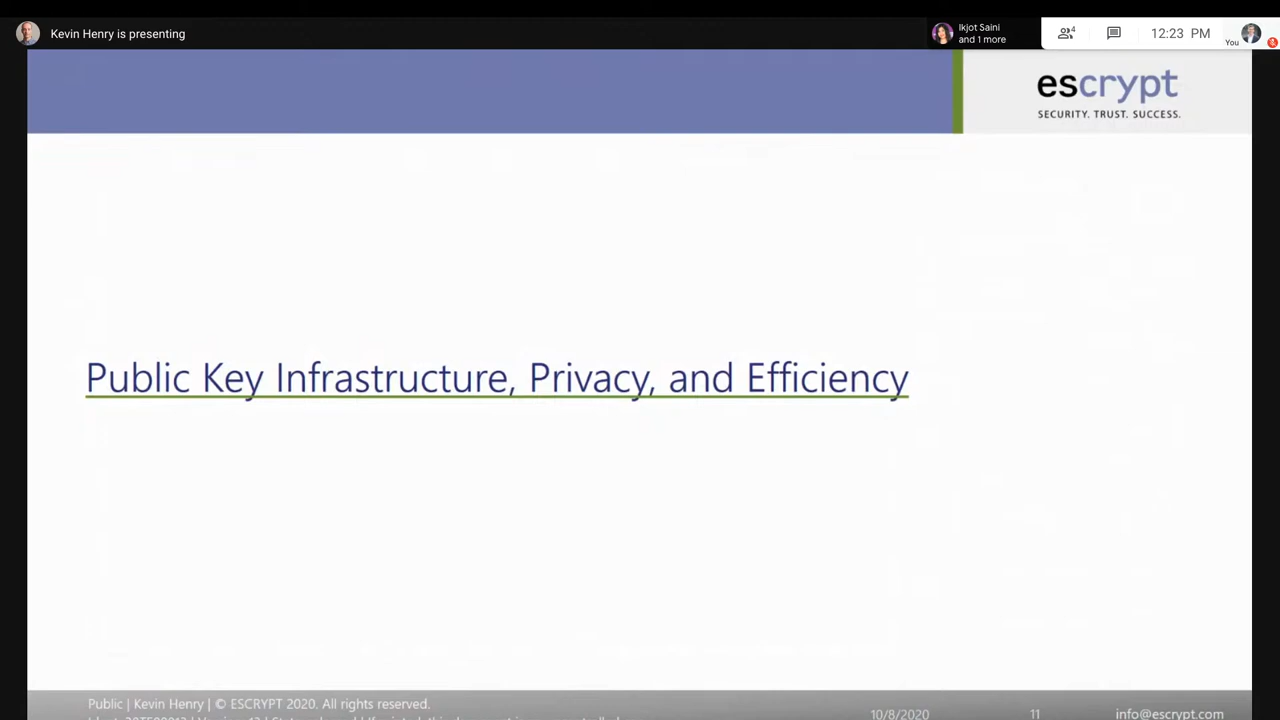 Kevin Henry is presenting
Ikjot Saini
and 1 more
4
12:23 PM
You
escrypt
SECURITY. TRUST. SUCCESS.
Public Key Infrastructure, Privacy, and Efficiency
Public | Kevin Henry | © ESCRYPT 2020. All rights reserved.
10/8/2020
11
info@escrypt.com